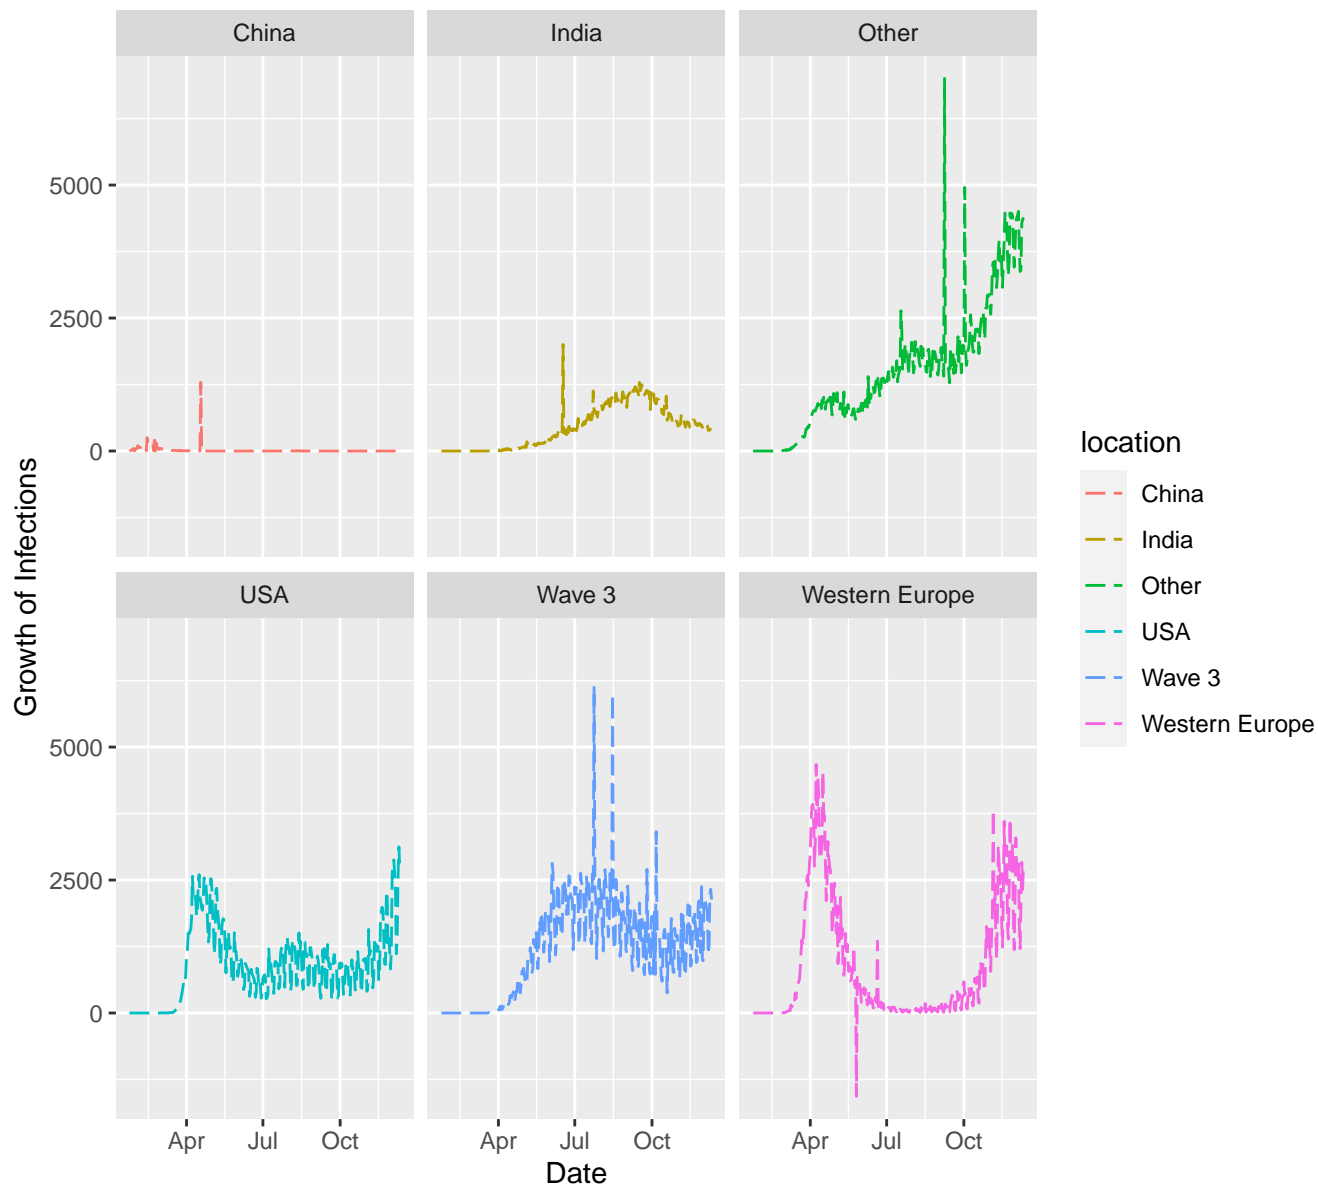 China
India
Other
5000
2500
0
Growth of Infections
USA
Wave 3
Western Europe
5000
2500
0
Apr
Jul
Oct
Apr
Jul
Oct
Apr
Jul
Oct
Date
location
China
India
Other
USA
Wave 3
Western Europe